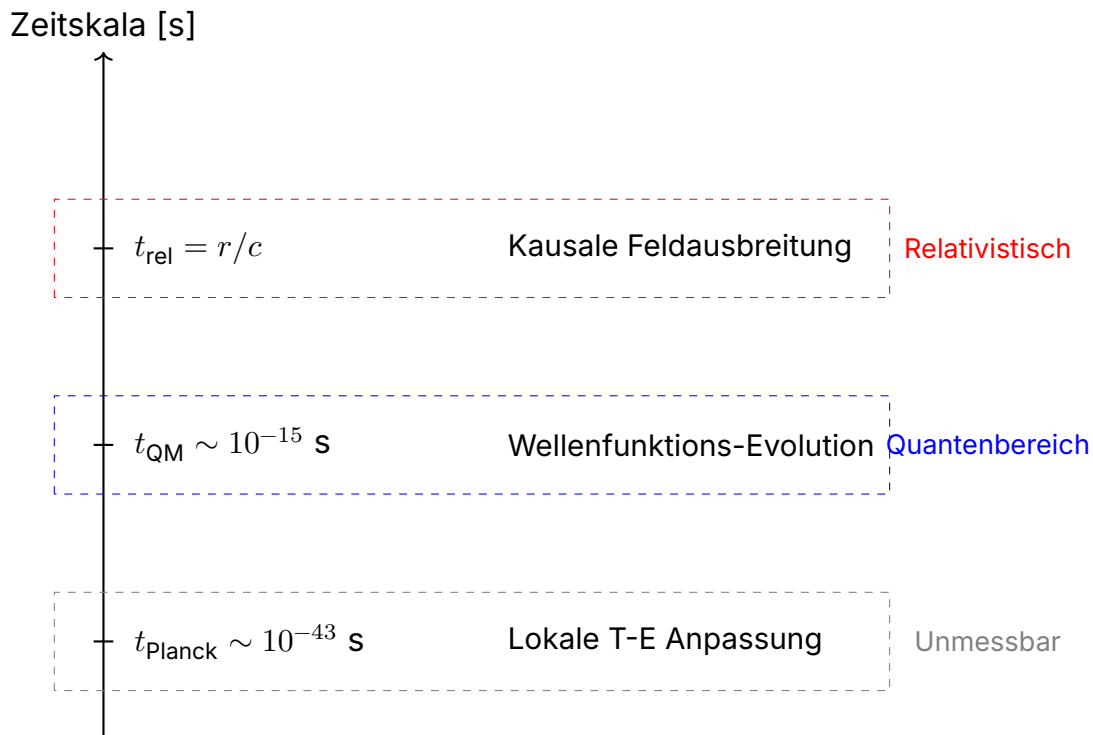 Zeitskala [s]
t_rel = r/c Kausale Feldausbreitung Relativistisch
t_QM ∼ 10^−15 s Wellenfunktions-Evolution Quantenbereich
t_Planck ∼ 10^−43 s Lokale T-E Anpassung Unmessbar